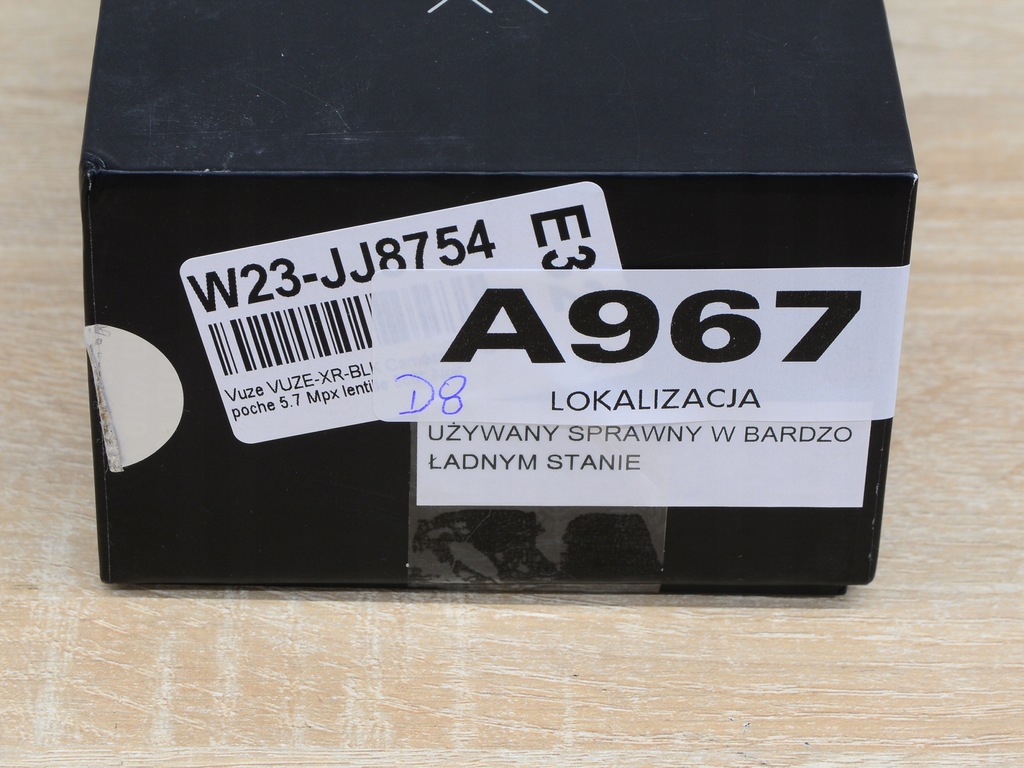 W23-JJ8754
E3
Vuze VUZE-XR-BL
poche 5.7 Mpx lenti
A967
D8
LOKALIZACJA
UŻYWANY SPRAWNY W BARDZO
ŁADNYM STANIE